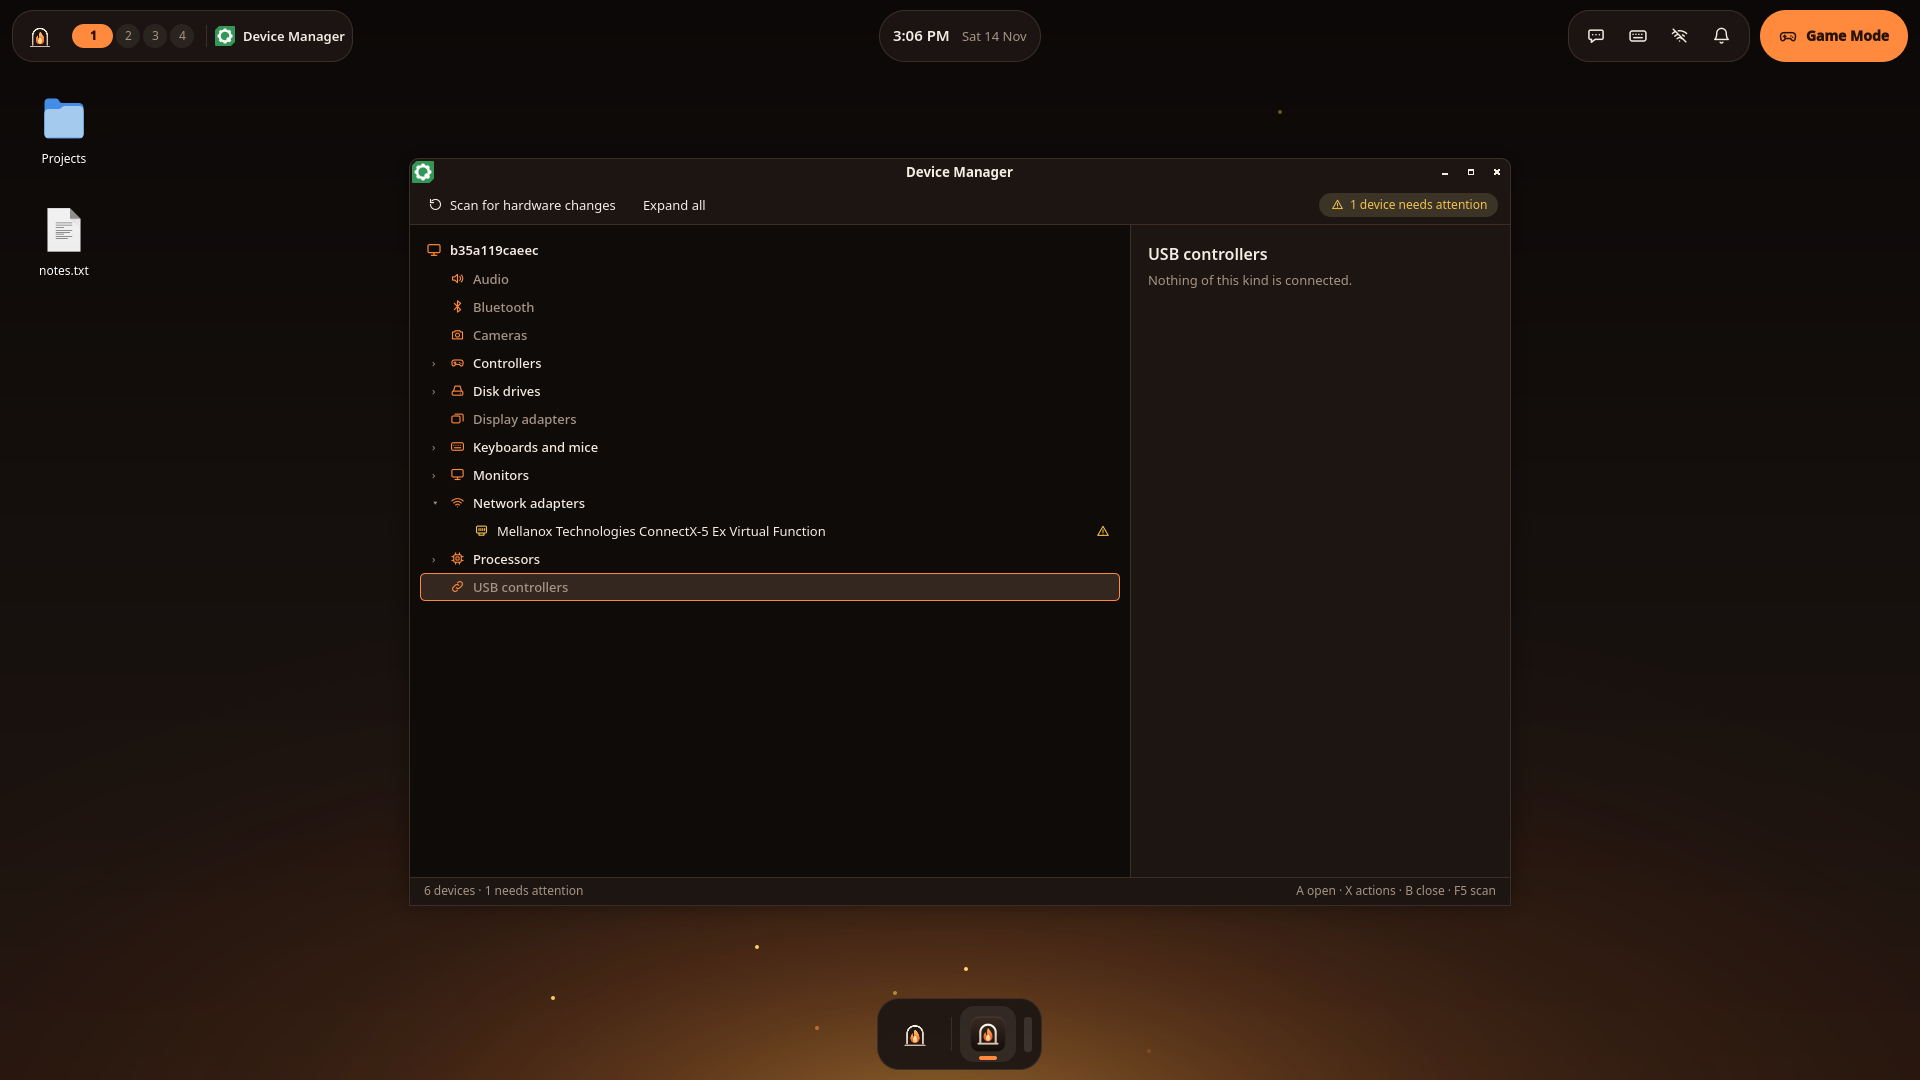 1 2 3 4 Device Manager
3:06 PM Sat 14 Nov
Game Mode
Projects
notes.txt
Device Manager
Scan for hardware changes Expand all
1 device needs attention
b35a119caeec
Audio
Bluetooth
Cameras
Controllers
Disk drives
Display adapters
Keyboards and mice
Monitors
Network adapters
Mellanox Technologies ConnectX-5 Ex Virtual Function
Processors
USB controllers
USB controllers
Nothing of this kind is connected.
6 devices · 1 needs attention
A open · X actions · B close · F5 scan